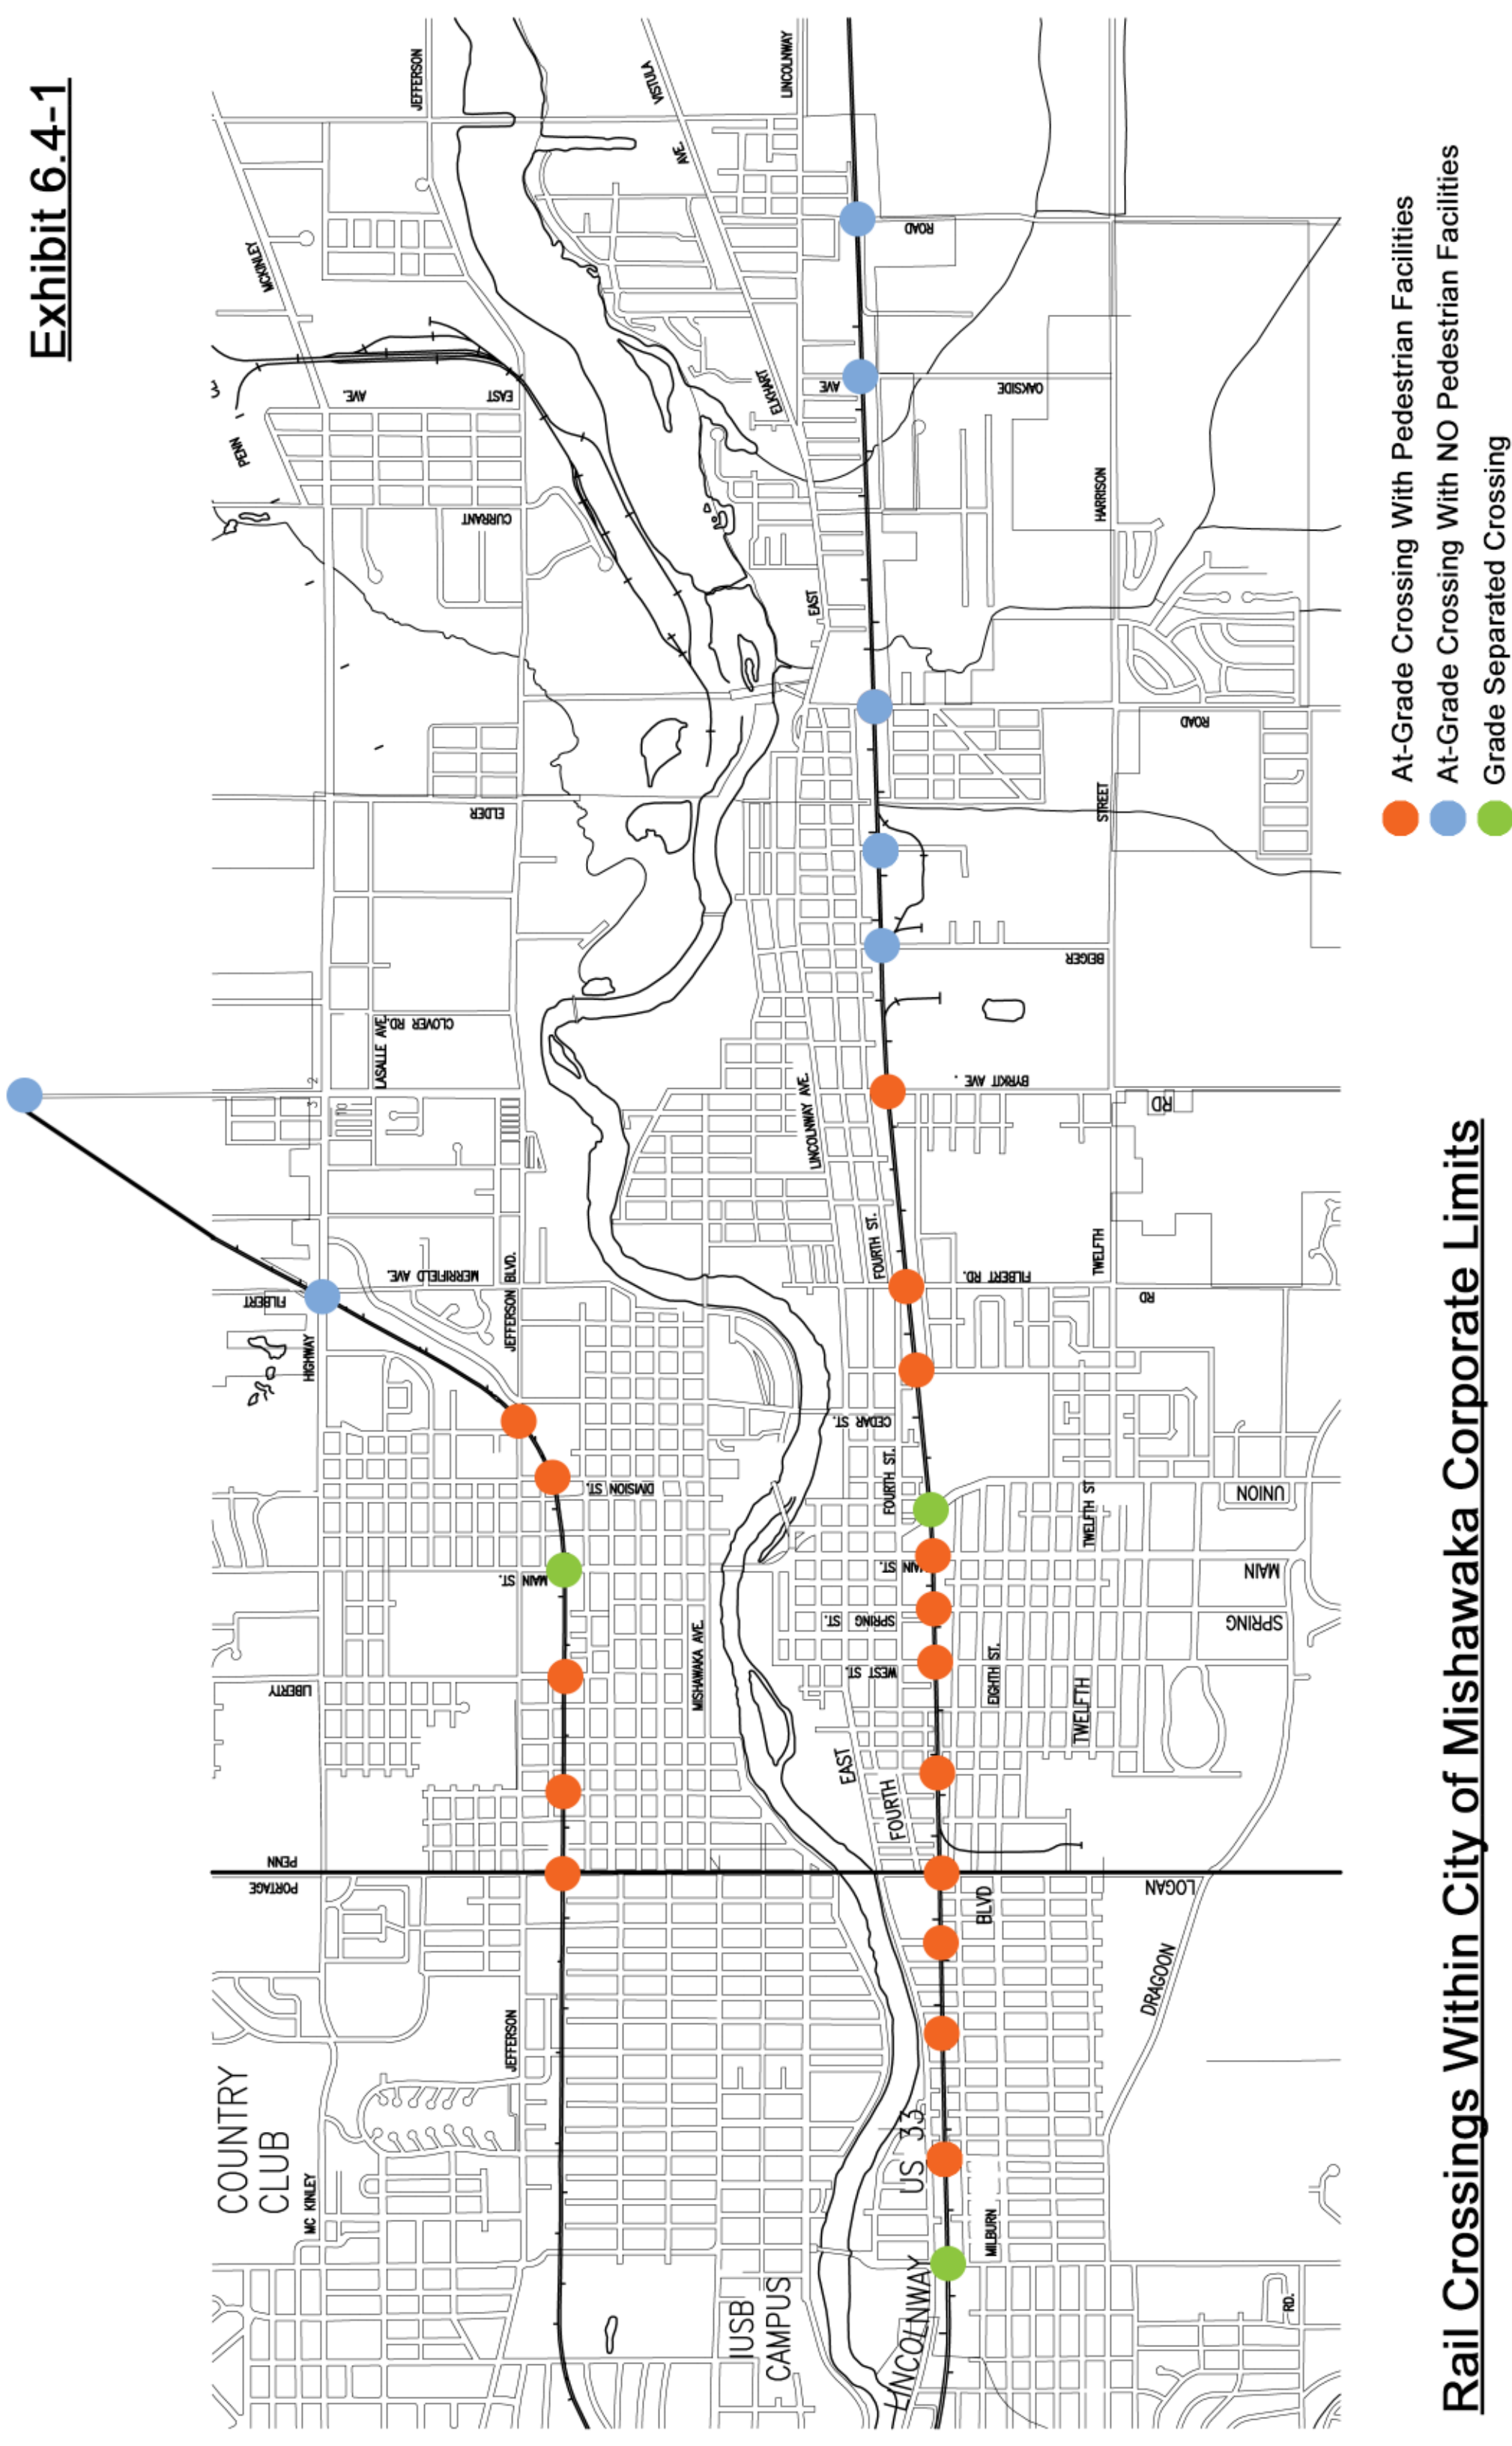 Exhibit 6.4-1
JEFFERSON
VISTULA
AVE.
LINCOLNWAY
MCKINLEY
ROAD
PENN
AVE.
EAST
ELKHART
AVE
OAKSIDE
CURRANT
HARRISON
EAST
ELDER
ROAD
STREET
BEIGER
LASALLE AVE.
CLOVER RD.
2
3
LINCOLNWAY AVE.
BYRKIT AVE.
RD
FILBERT
MERRIFIELD AVE.
JEFFERSON BLVD.
HIGHWAY
FOURTH ST.
FILBERT RD.
TWELFTH
RD
CEDAR ST.
DIVISION ST.
FOURTH ST.
TWELFTH ST
UNION
MAIN ST.
MAIN ST.
MAIN
SPRING ST.
SPRING
LIBERTY
MISHAWAKA AVE.
WEST ST.
EIGHTH ST.
TWELFTH
EAST
FOURTH
PENN
PORTAGE
BLVD
LOGAN
DRAGOON
JEFFERSON
COUNTRY
CLUB
MC KINLEY
US 33
MILBURN
IUSB
CAMPUS
LINCOLNWAY
RD.
At-Grade Crossing With Pedestrian Facilities
At-Grade Crossing With NO Pedestrian Facilities
Grade Separated Crossing
Rail Crossings Within City of Mishawaka Corporate Limits